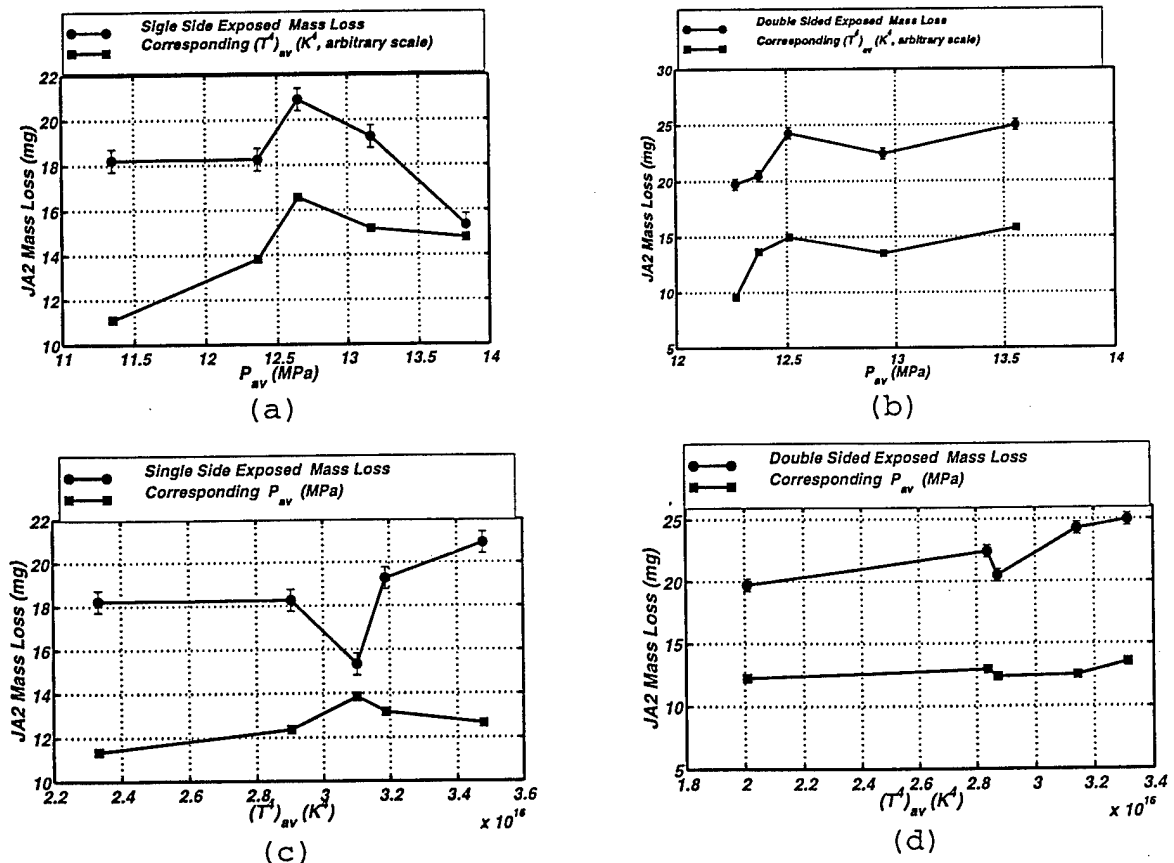 Sigle Side Exposed Mass Loss
Corresponding (T⁴)av (K⁴, arbitrary scale)
22
20
18
16
14
12
10
JA2 Mass Loss (mg)
11 11.5 12 12.5 13 13.5 14
Pav (MPa)
(a)
Double Sided Exposed Mass Loss
Corresponding (T⁴)av (K⁴, arbitrary scale)
30
25
20
15
10
5
JA2 Mass Loss (mg)
12 12.5 13 13.5 14
Pav (MPa)
(b)
Single Side Exposed Mass Loss
Corresponding Pav (MPa)
22
20
18
16
14
12
10
JA2 Mass Loss (mg)
2.2 2.4 2.6 2.8 3.0 3.2 3.4 3.6
(T⁴)av (K⁴)
x 10¹⁶
(c)
Double Sided Exposed Mass Loss
Corresponding Pav (MPa)
25
20
15
10
5
JA2 Mass Loss (mg)
1.8 2 2.2 2.4 2.6 2.8 3 3.2 3.4
(T⁴)av (K⁴)
x 10¹⁶
(d)